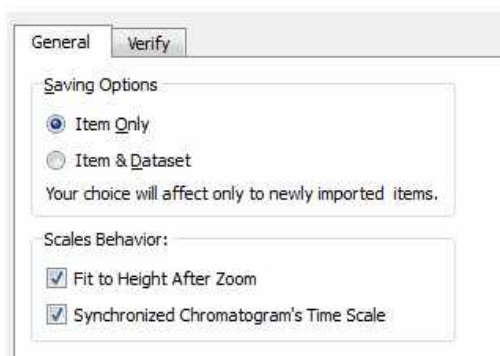 General Verify
Saving Options
Item Only
Item & Dataset
Your choice will affect only to newly imported items.
Scales Behavior:
Fit to Height After Zoom
Synchronized Chromatogram's Time Scale